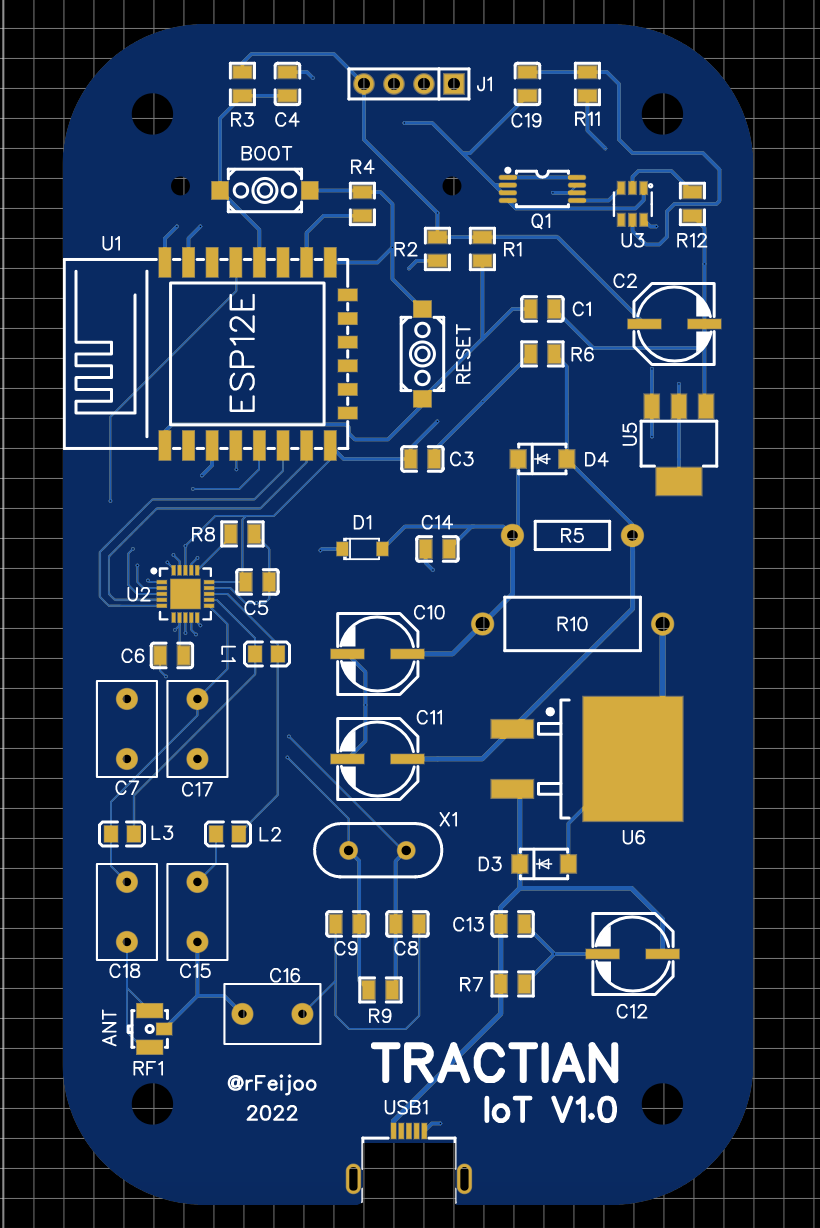 J1
R3 C4 C19 R11
BOOT
R4
Q1
U1
R2 R1 U3 R12
C2
ESP12E
C1
RESET
R6
U5
C3 D4
D1 C14
R8 R5
U2
C5
C10
R10
C6 L1
C11
C7 C17
X1
U6
L3 L2
D3
C13
C9 C8
C18 C15
C16
R7
R9 C12
ANT
TRACTIAN
RF1
@rFeijoo
2022
USB1
IoT V1.0